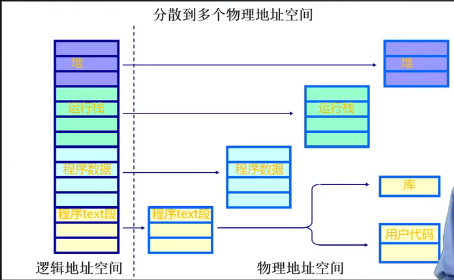 分散到多个物理地址空间
堆
堆
运行栈
运行栈
程序数据
程序数据
程序text段
程序text段
库
用户代码
逻辑地址空间
物理地址空间